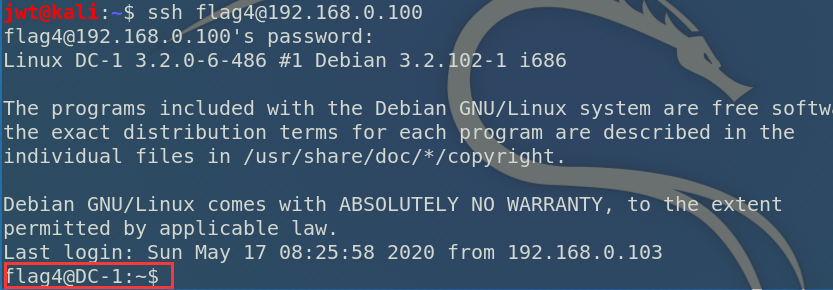 jwt@kali:~$ ssh flag4@192.168.0.100
flag4@192.168.0.100's password:
Linux DC-1 3.2.0-6-486 #1 Debian 3.2.102-1 i686
The programs included with the Debian GNU/Linux system are free softwa
the exact distribution terms for each program are described in the
individual files in /usr/share/doc/*/copyright.
Debian GNU/Linux comes with ABSOLUTELY NO WARRANTY, to the extent
permitted by applicable law.
Last login: Sun May 17 08:25:58 2020 from 192.168.0.103
flag4@DC-1:~$